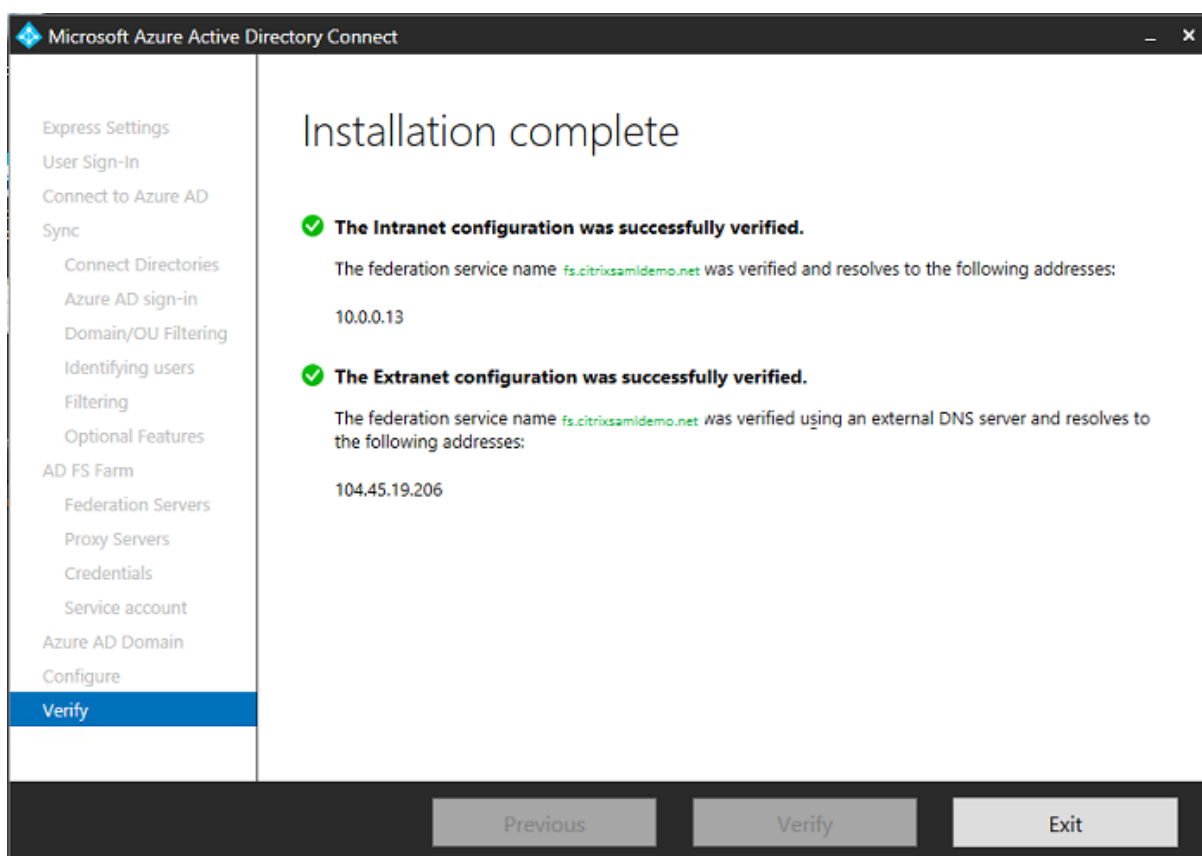 Microsoft Azure Active Directory Connect
Express Settings
User Sign-In
Connect to Azure AD
Sync
Connect Directories
Azure AD sign-in
Domain/OU Filtering
Identifying users
Filtering
Optional Features
AD FS Farm
Federation Servers
Proxy Servers
Credentials
Service account
Azure AD Domain
Configure
Verify
Installation complete
The Intranet configuration was successfully verified.
The federation service name fs.citrixsamldemo.net was verified and resolves to the following addresses:
10.0.0.13
The Extranet configuration was successfully verified.
The federation service name fs.citrixsamldemo.net was verified using an external DNS server and resolves to
the following addresses:
104.45.19.206
Previous
Verify
Exit